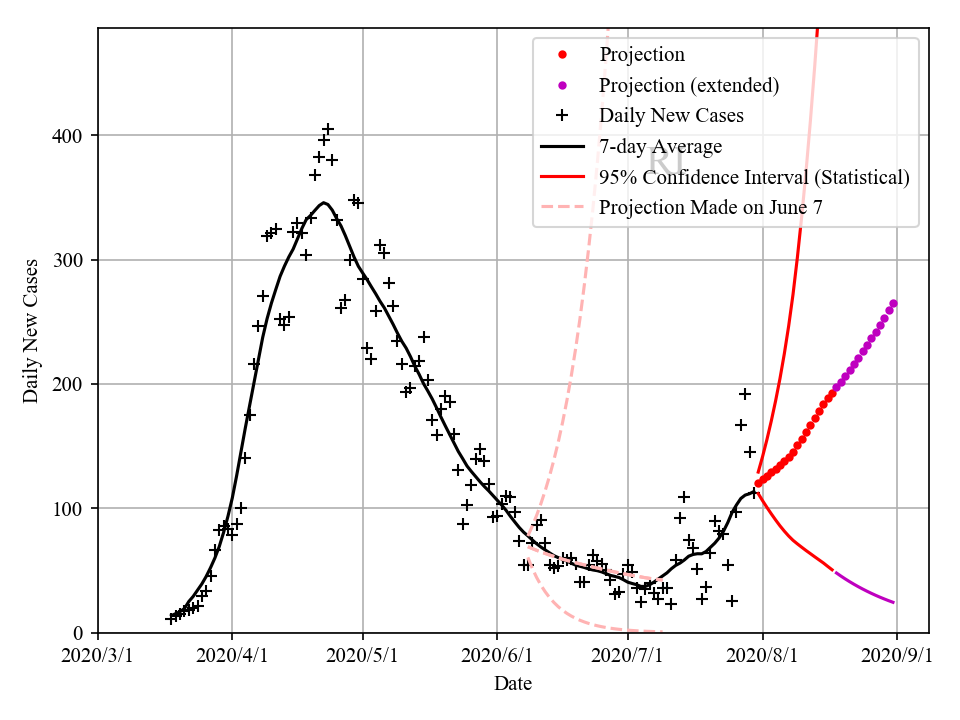 Projection
Projection (extended)
Daily New Cases
7-day Average
RI
95% Confidence Interval (Statistical)
Projection Made on June 7
Daily New Cases
400
300
200
100
0
2020/3/1 2020/4/1 2020/5/1 2020/6/1 2020/7/1 2020/8/1 2020/9/1
Date